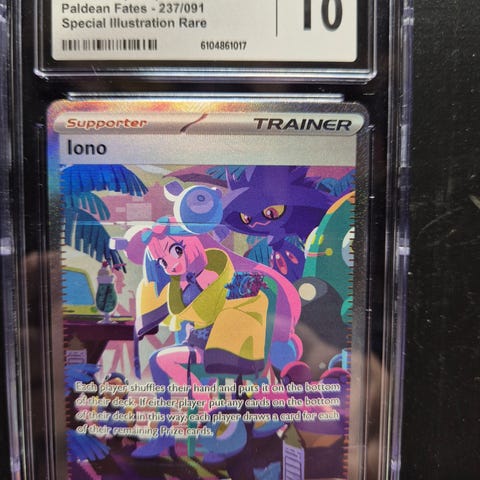 Paldean Fates - 237/091
Special Illustration Rare
10
6104861017
Supporter
TRAINER
Iono
Each player shuffles their hand and puts it on the bottom
of their deck. If either player put any cards on the bottom
of their deck in this way, each player draws a card for each
of their remaining Prize cards.